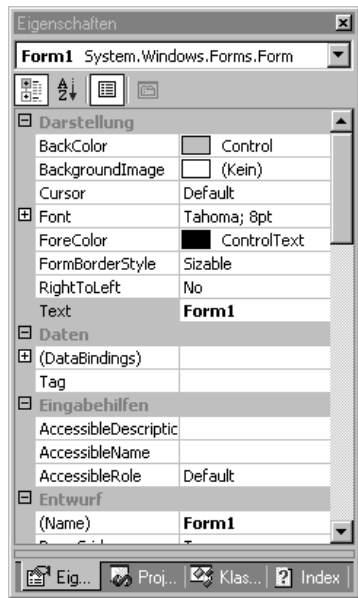 Eigenschaften
Form1 System.Windows.Forms.Form
Darstellung
BackColor Control
BackgroundImage (Kein)
Cursor Default
Font Tahoma; 8pt
ForeColor ControlText
FormBorderStyle Sizable
RightToLeft No
Text Form1
Daten
(DataBindings)
Tag
Eingabehilfen
AccessibleDescriptic
AccessibleName
AccessibleRole Default
Entwurf
(Name) Form1
Eig... Proj... Klas... Index